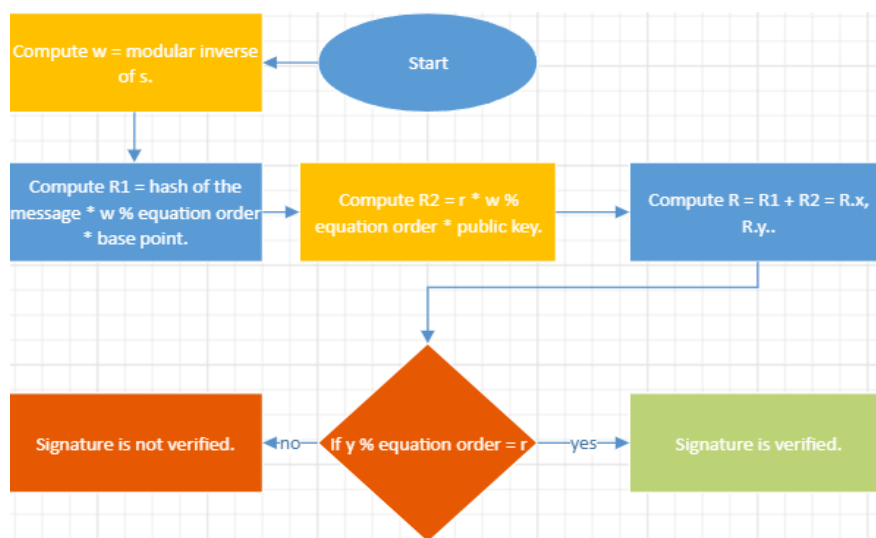 Start
Compute w = modular inverse
of s.
Compute R1 = hash of the
message * w % equation order
* base point.
Compute R2 = r * w %
equation order * public key.
Compute R = R1 + R2 = R.x,
R.y..
If y % equation order = r
no
Signature is not verified.
yes
Signature is verified.